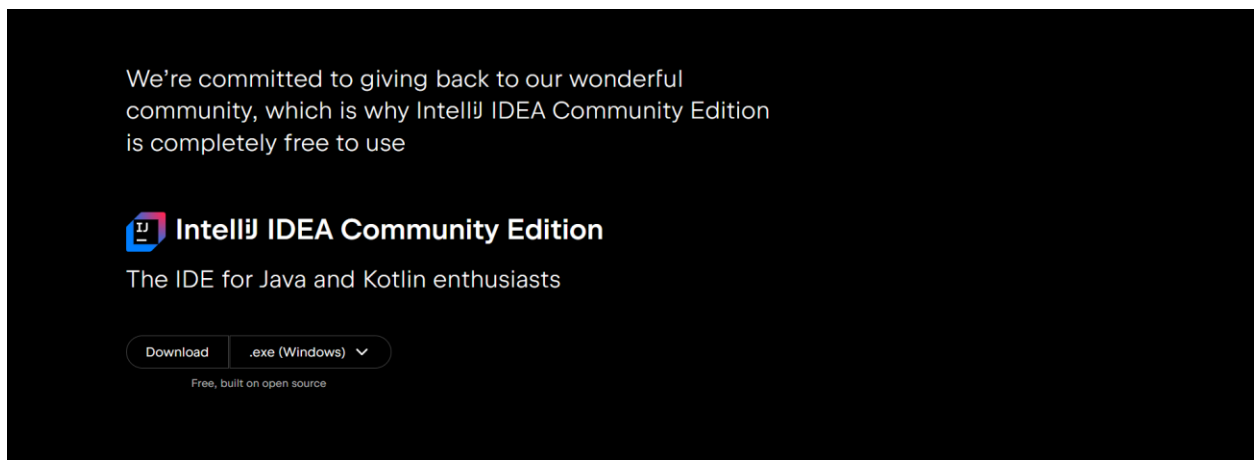 We're committed to giving back to our wonderful
community, which is why IntelliJ IDEA Community Edition
is completely free to use
IJ
IntelliJ IDEA Community Edition
The IDE for Java and Kotlin enthusiasts
Download .exe (Windows)
Free, built on open source